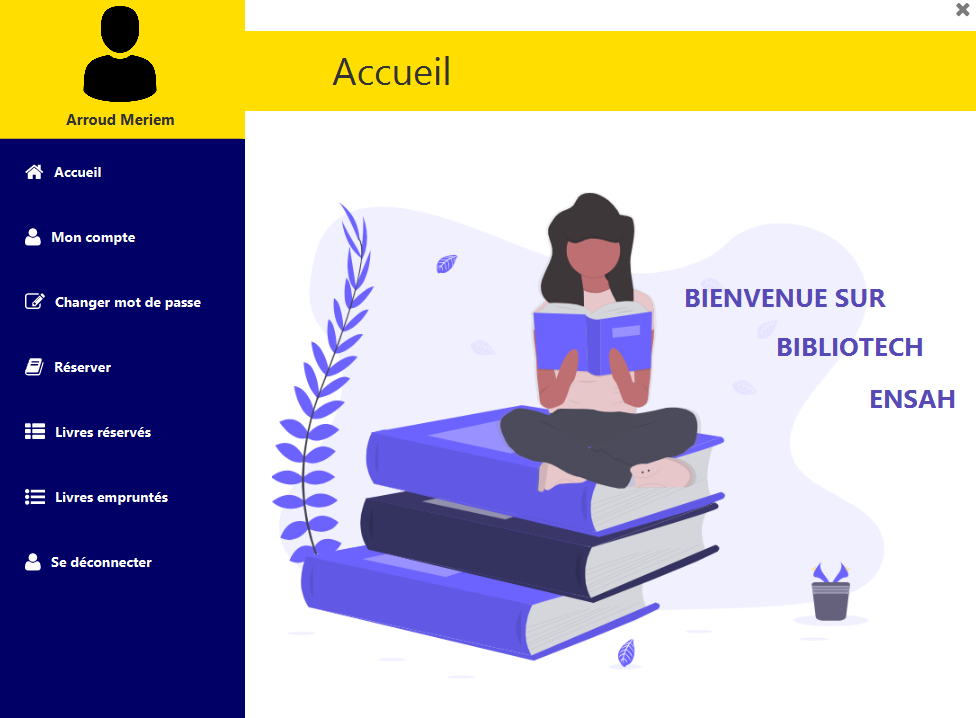 Arroud Meriem
Accueil
Mon compte
Changer mot de passe
Réserver
Livres réservés
Livres empruntés
Se déconnecter
Accueil
BIENVENUE SUR
BIBLIOTECH
ENSAH